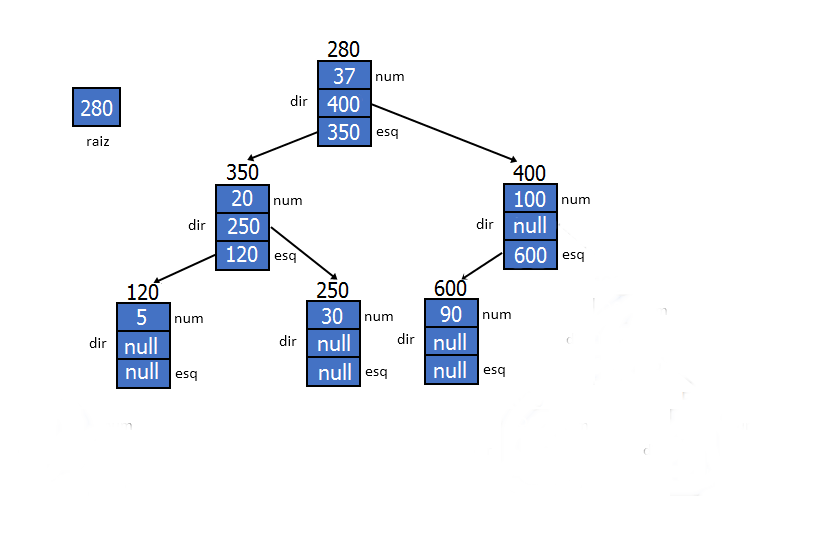 280
37 num
dir 400
350 esq
280
raiz
350
20 num
dir 250
120 esq
400
100 num
dir null
600 esq
120
5 num
dir null
null esq
250
30 num
dir null
null esq
600
90 num
dir null
null esq